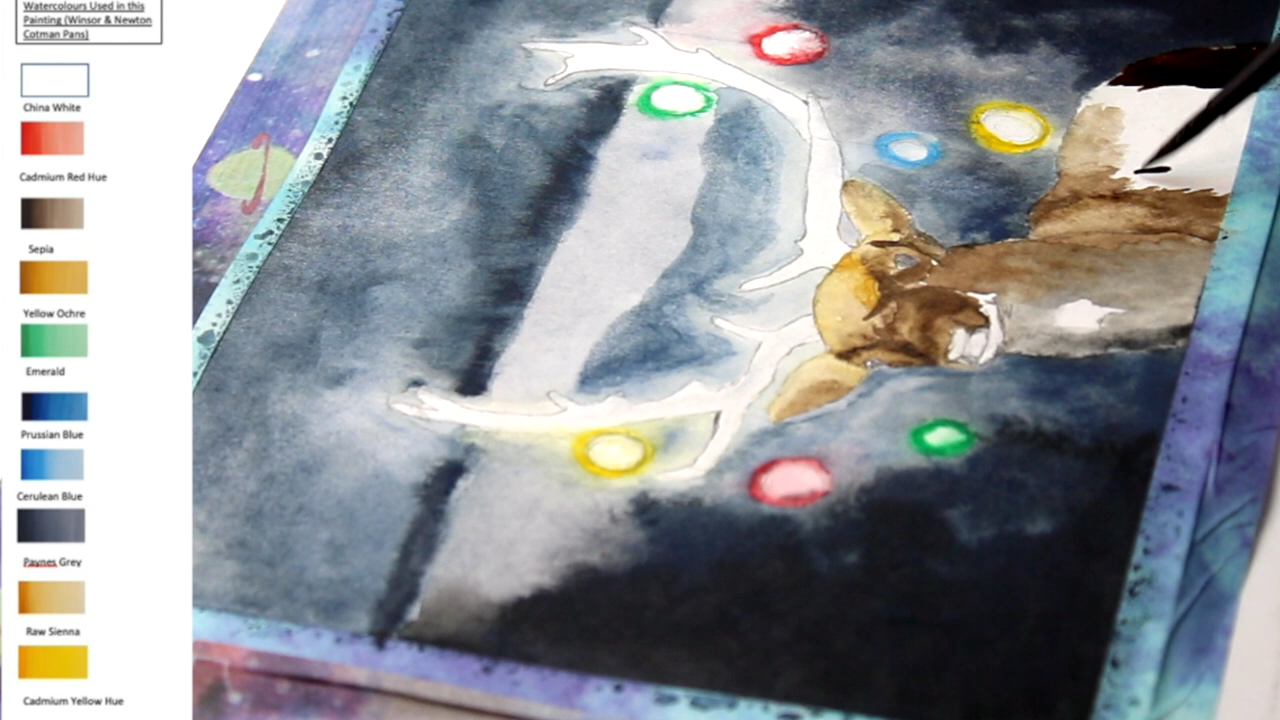 Watercolours Used in this
Painting (Winsor & Newton
Cotman Pans)
China White
Cadmium Red Hue
Sepia
Yellow Ochre
Emerald
Prussian Blue
Cerulean Blue
Paynes Grey
Raw Sienna
Cadmium Yellow Hue